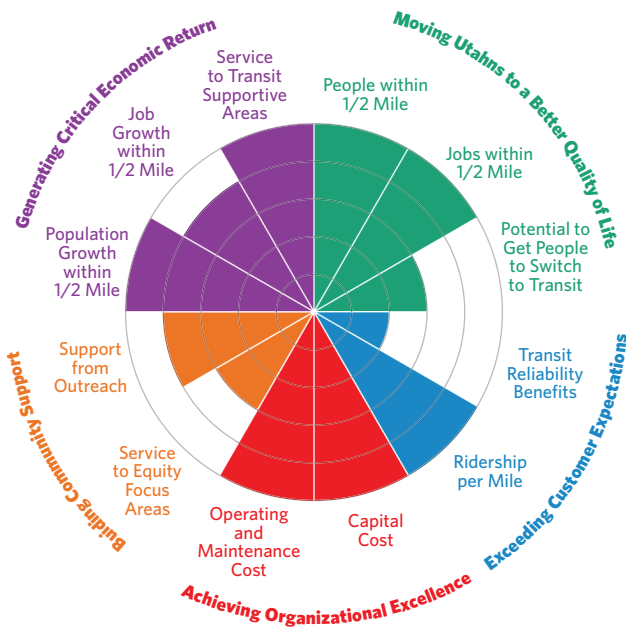 Moving Utahns to a Better Quality of Life
People within
1/2 Mile
Jobs within
1/2 Mile
Potential to
Get People
to Switch
to Transit
Exceeding Customer Expectations
Transit
Reliability
Benefits
Ridership
per Mile
Achieving Organizational Excellence
Capital
Cost
Operating
and
Maintenance
Cost
Buiding Community Support
Service
to Equity
Focus
Areas
Support
from
Outreach
Generating Critical Economic Return
Population
Growth
within
1/2 Mile
Job
Growth
within
1/2 Mile
Service
to Transit
Supportive
Areas